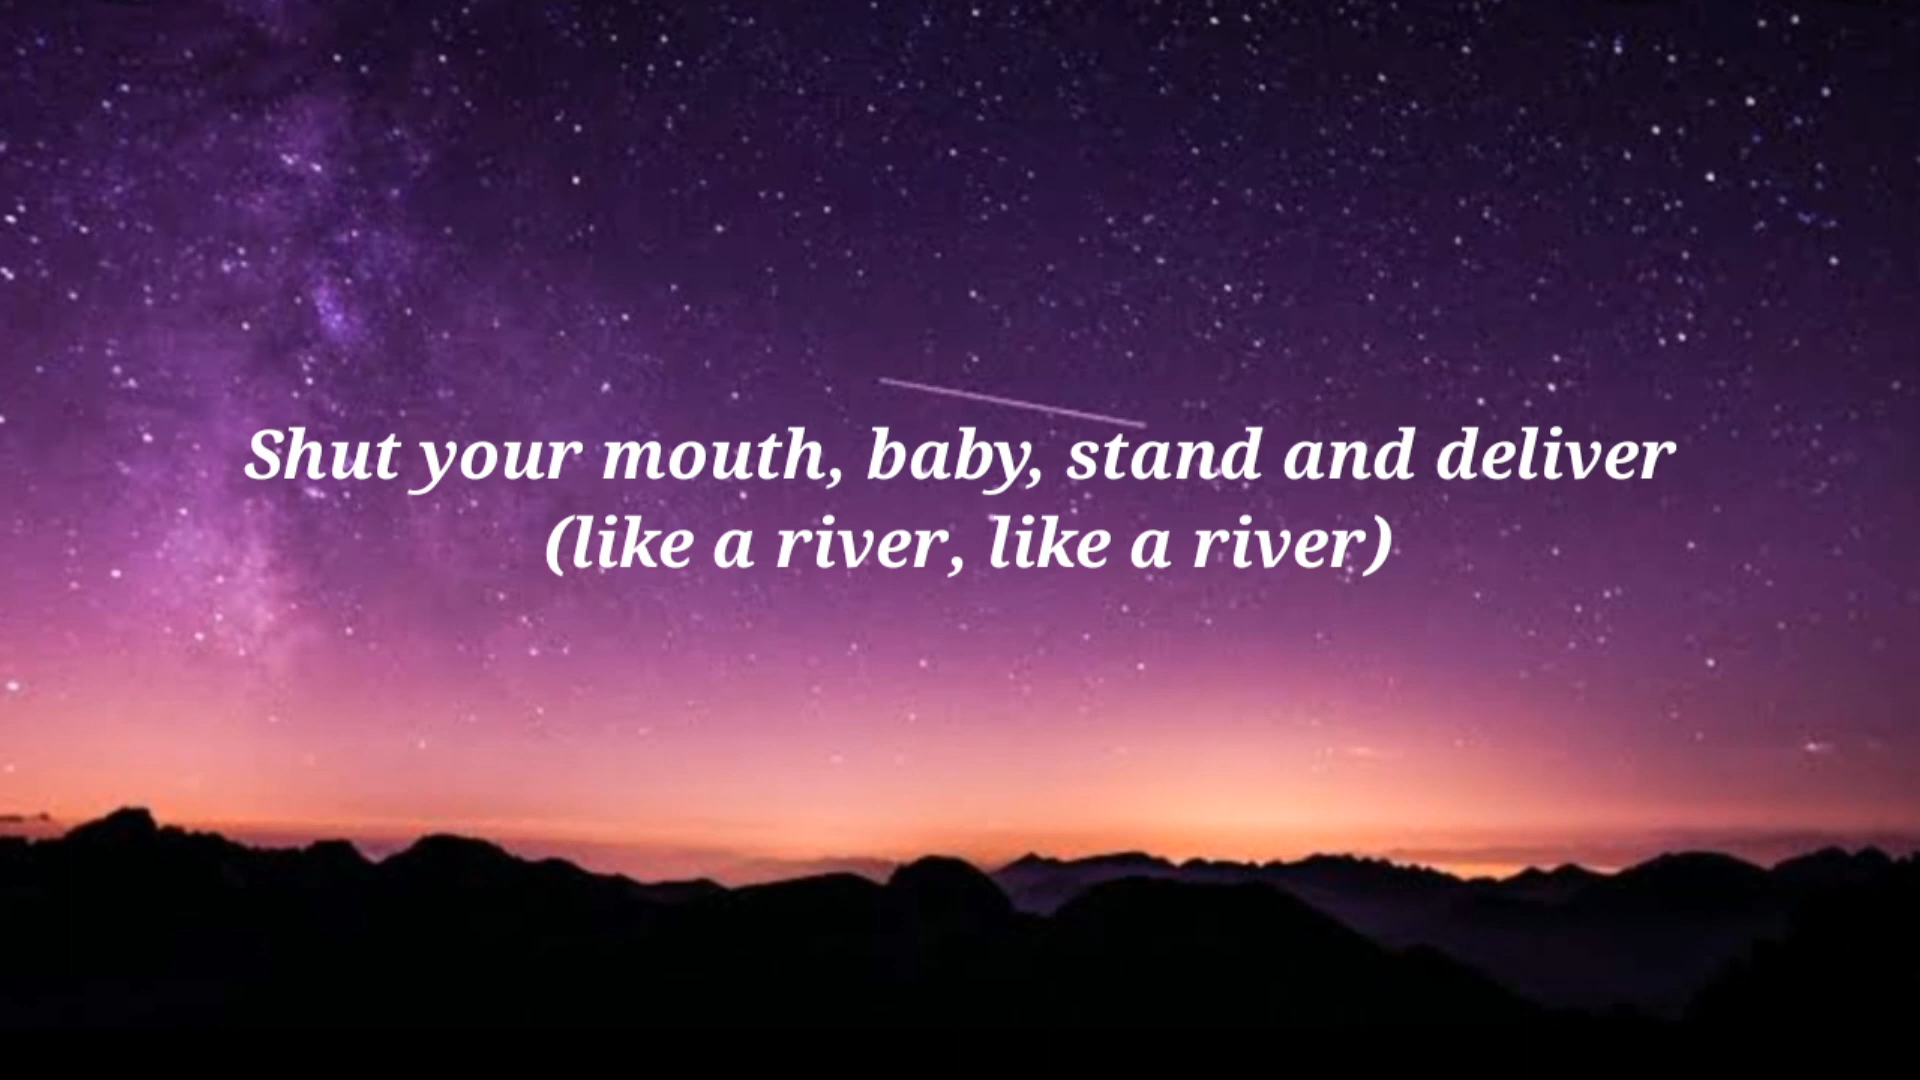 Shut your mouth, baby, stand and deliver
(like a river, like a river)